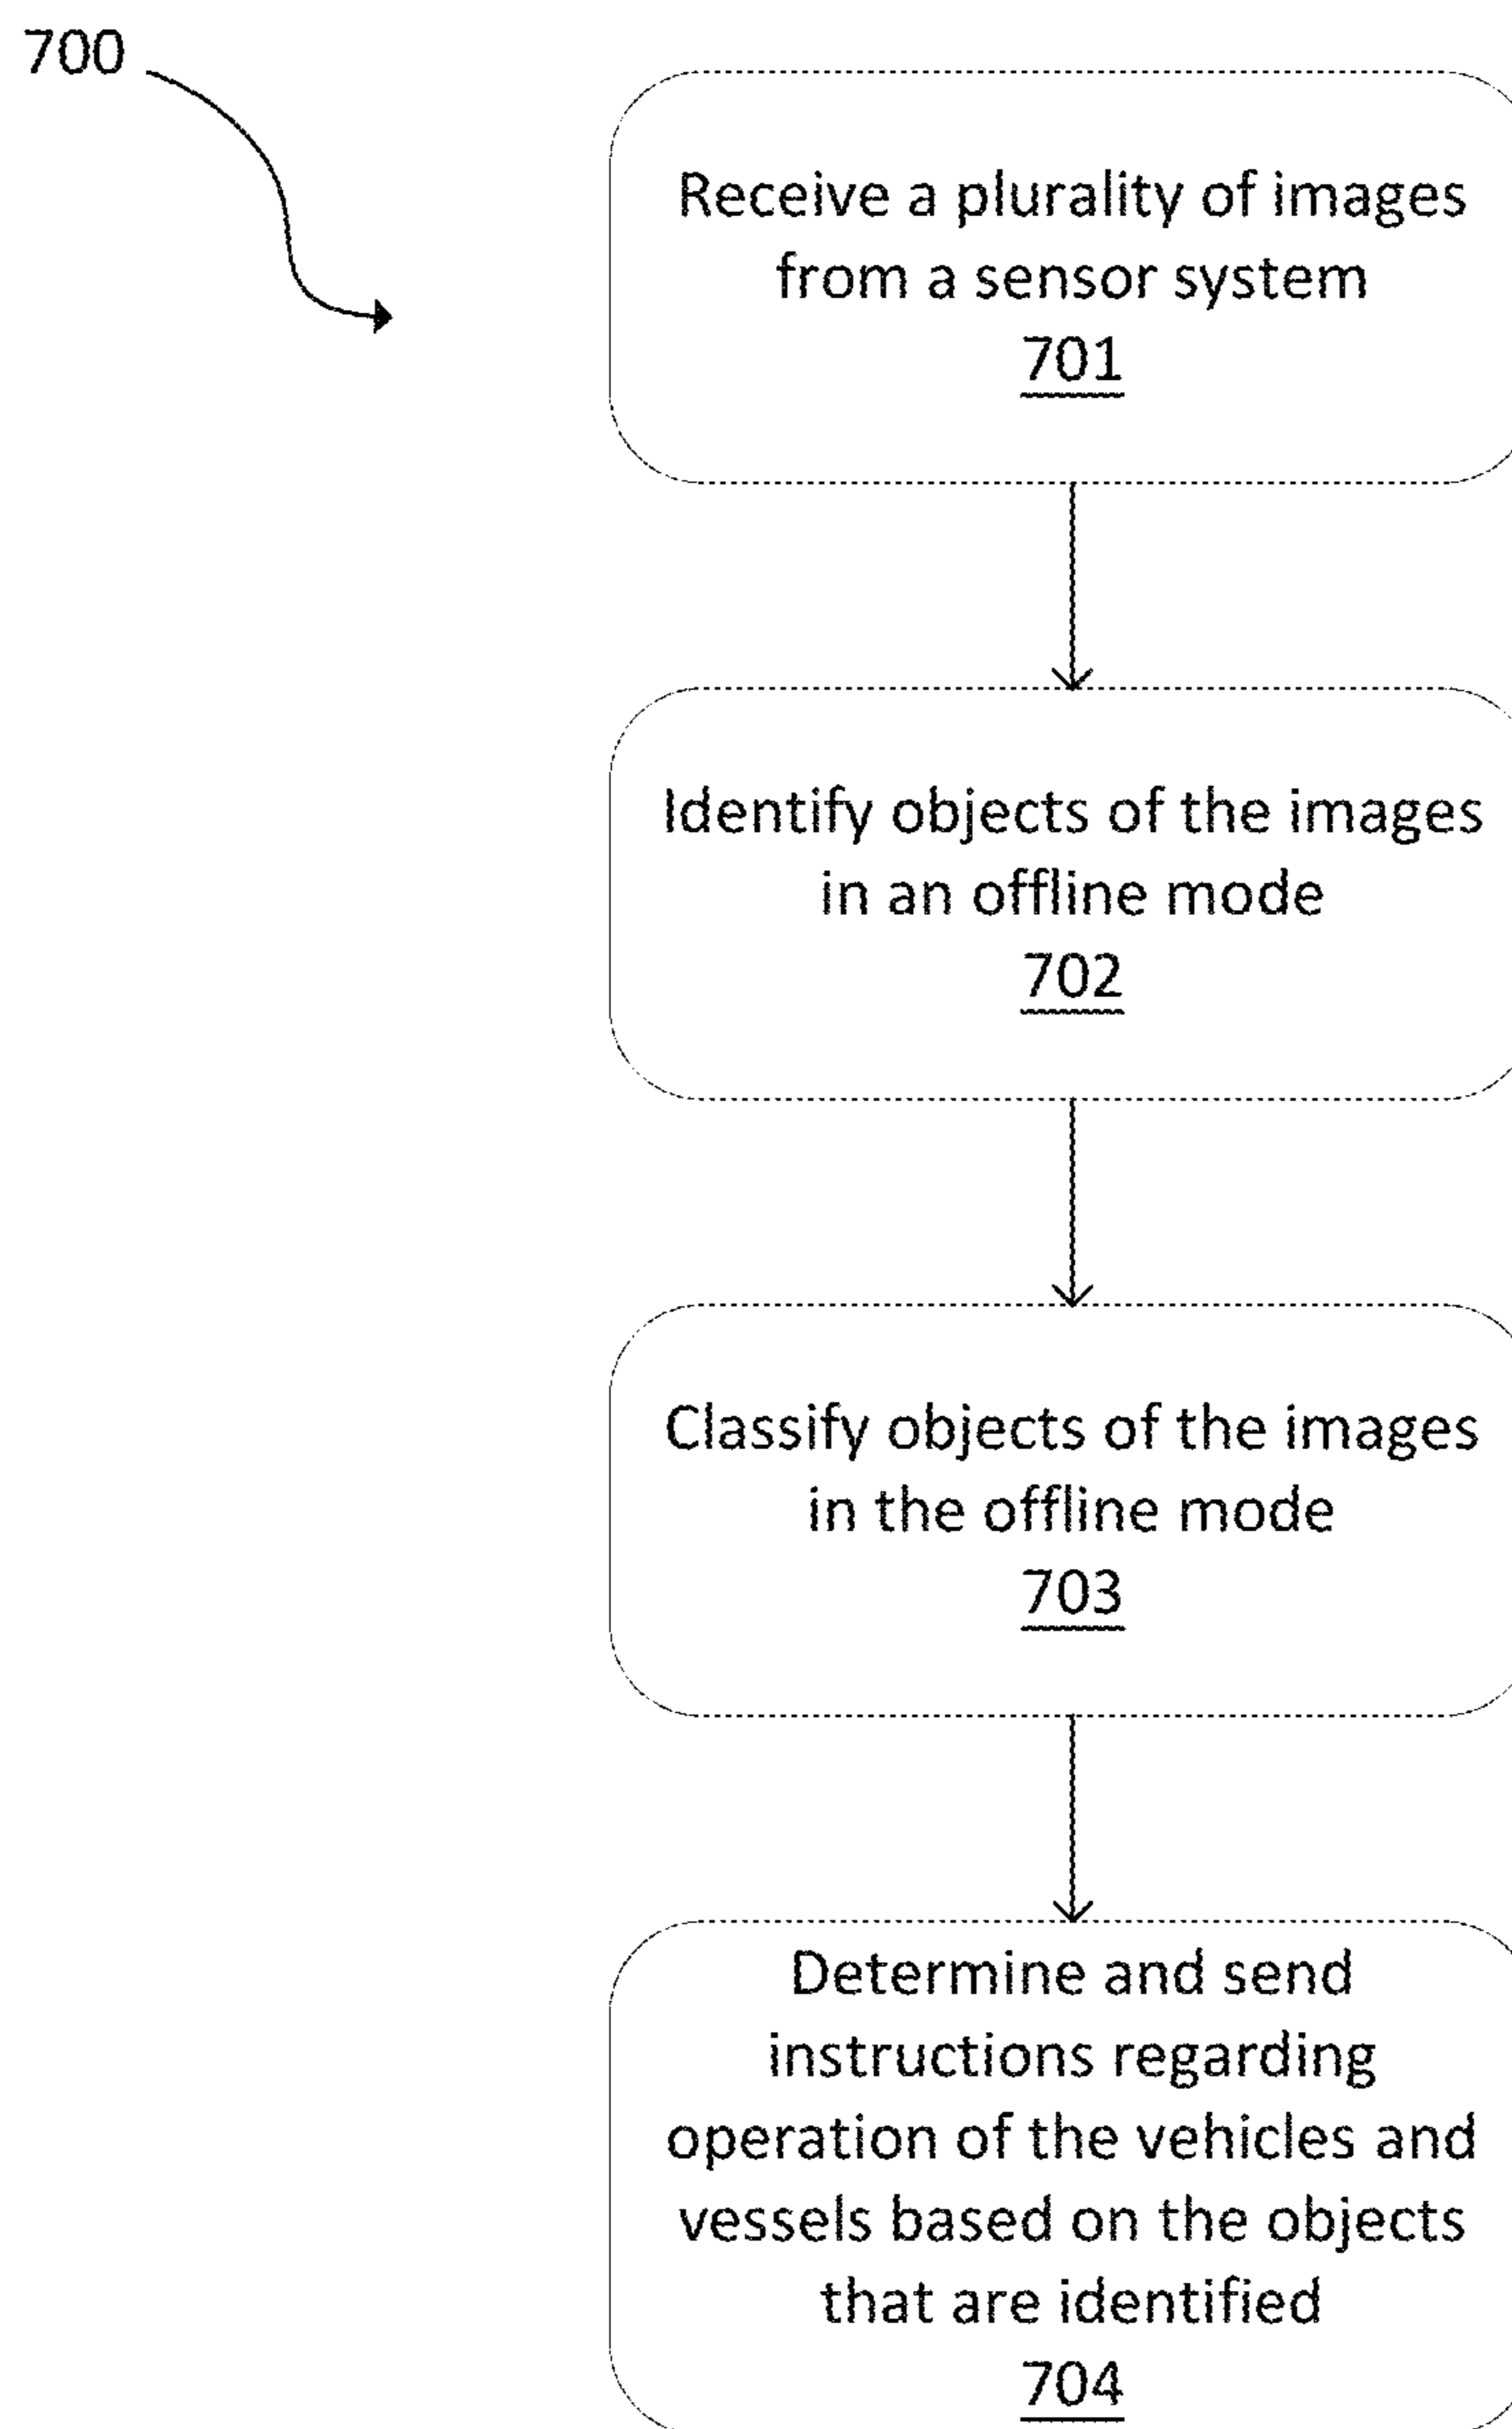 700
Receive a plurality of images
from a sensor system
701
Identify objects of the images
in an offline mode
702
Classify objects of the images
in the offline mode
703
Determine and send
instructions regarding
operation of the vehicles and
vessels based on the objects
that are identified
704